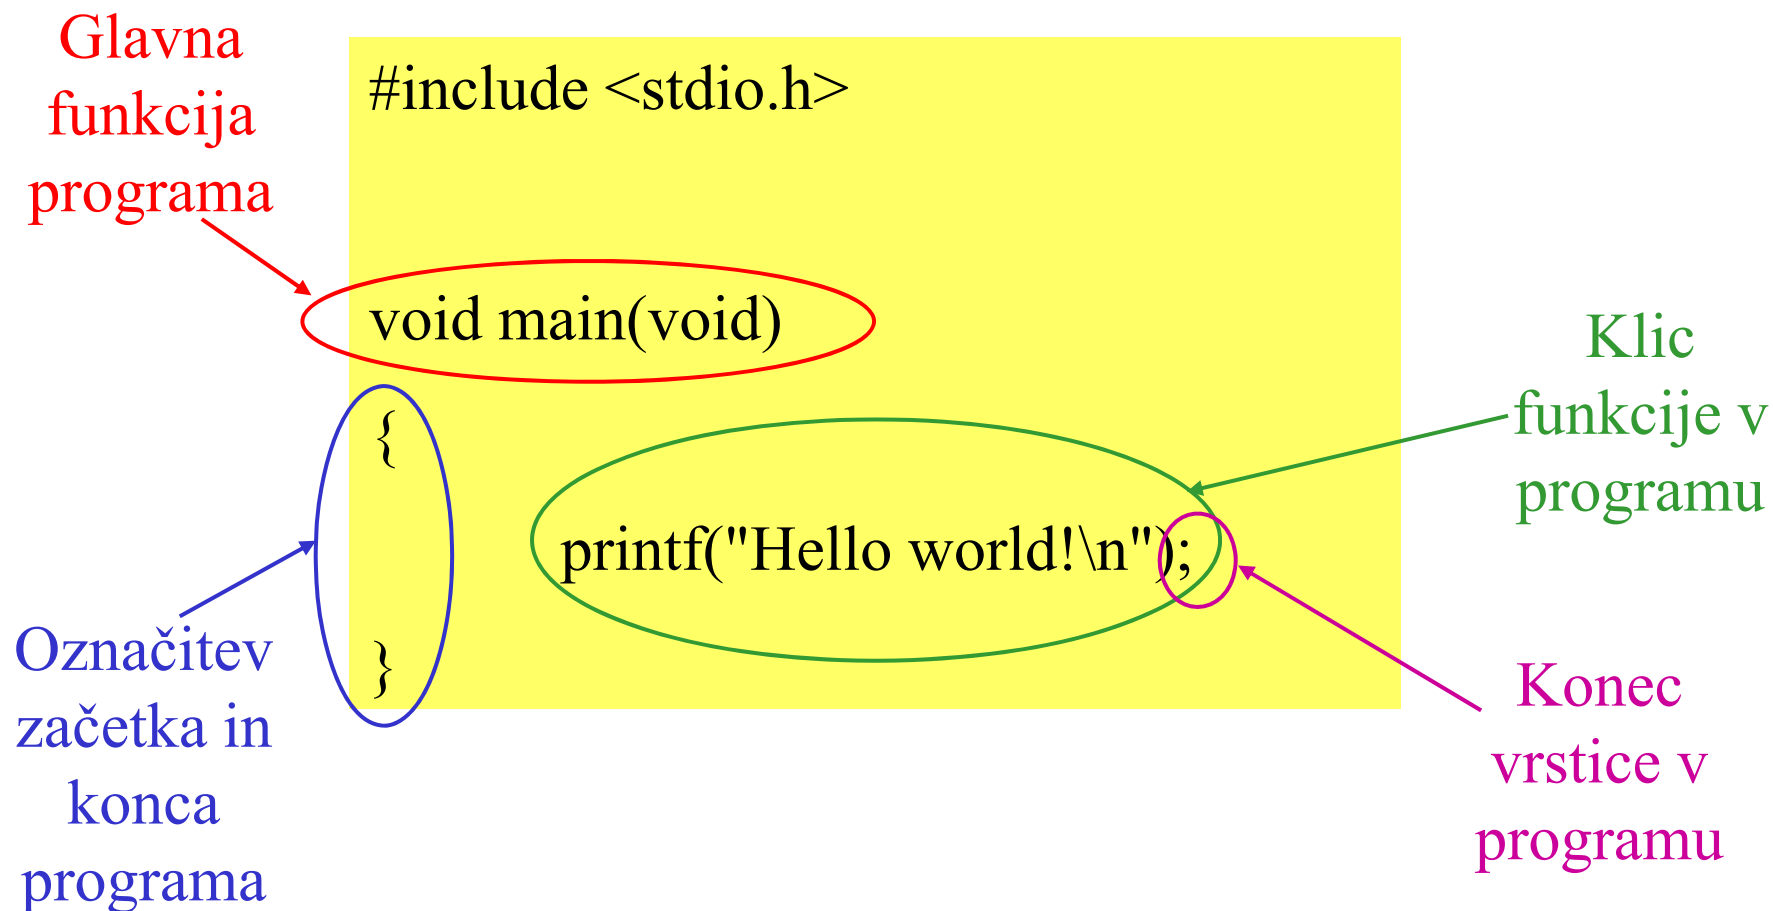 Glavna
funkcija
programa
#include <stdio.h>
void main(void)
{
printf("Hello world!\n");
}
Klic
funkcije v
programu
Označitev
začetka in
konca
programa
Konec
vrstice v
programu